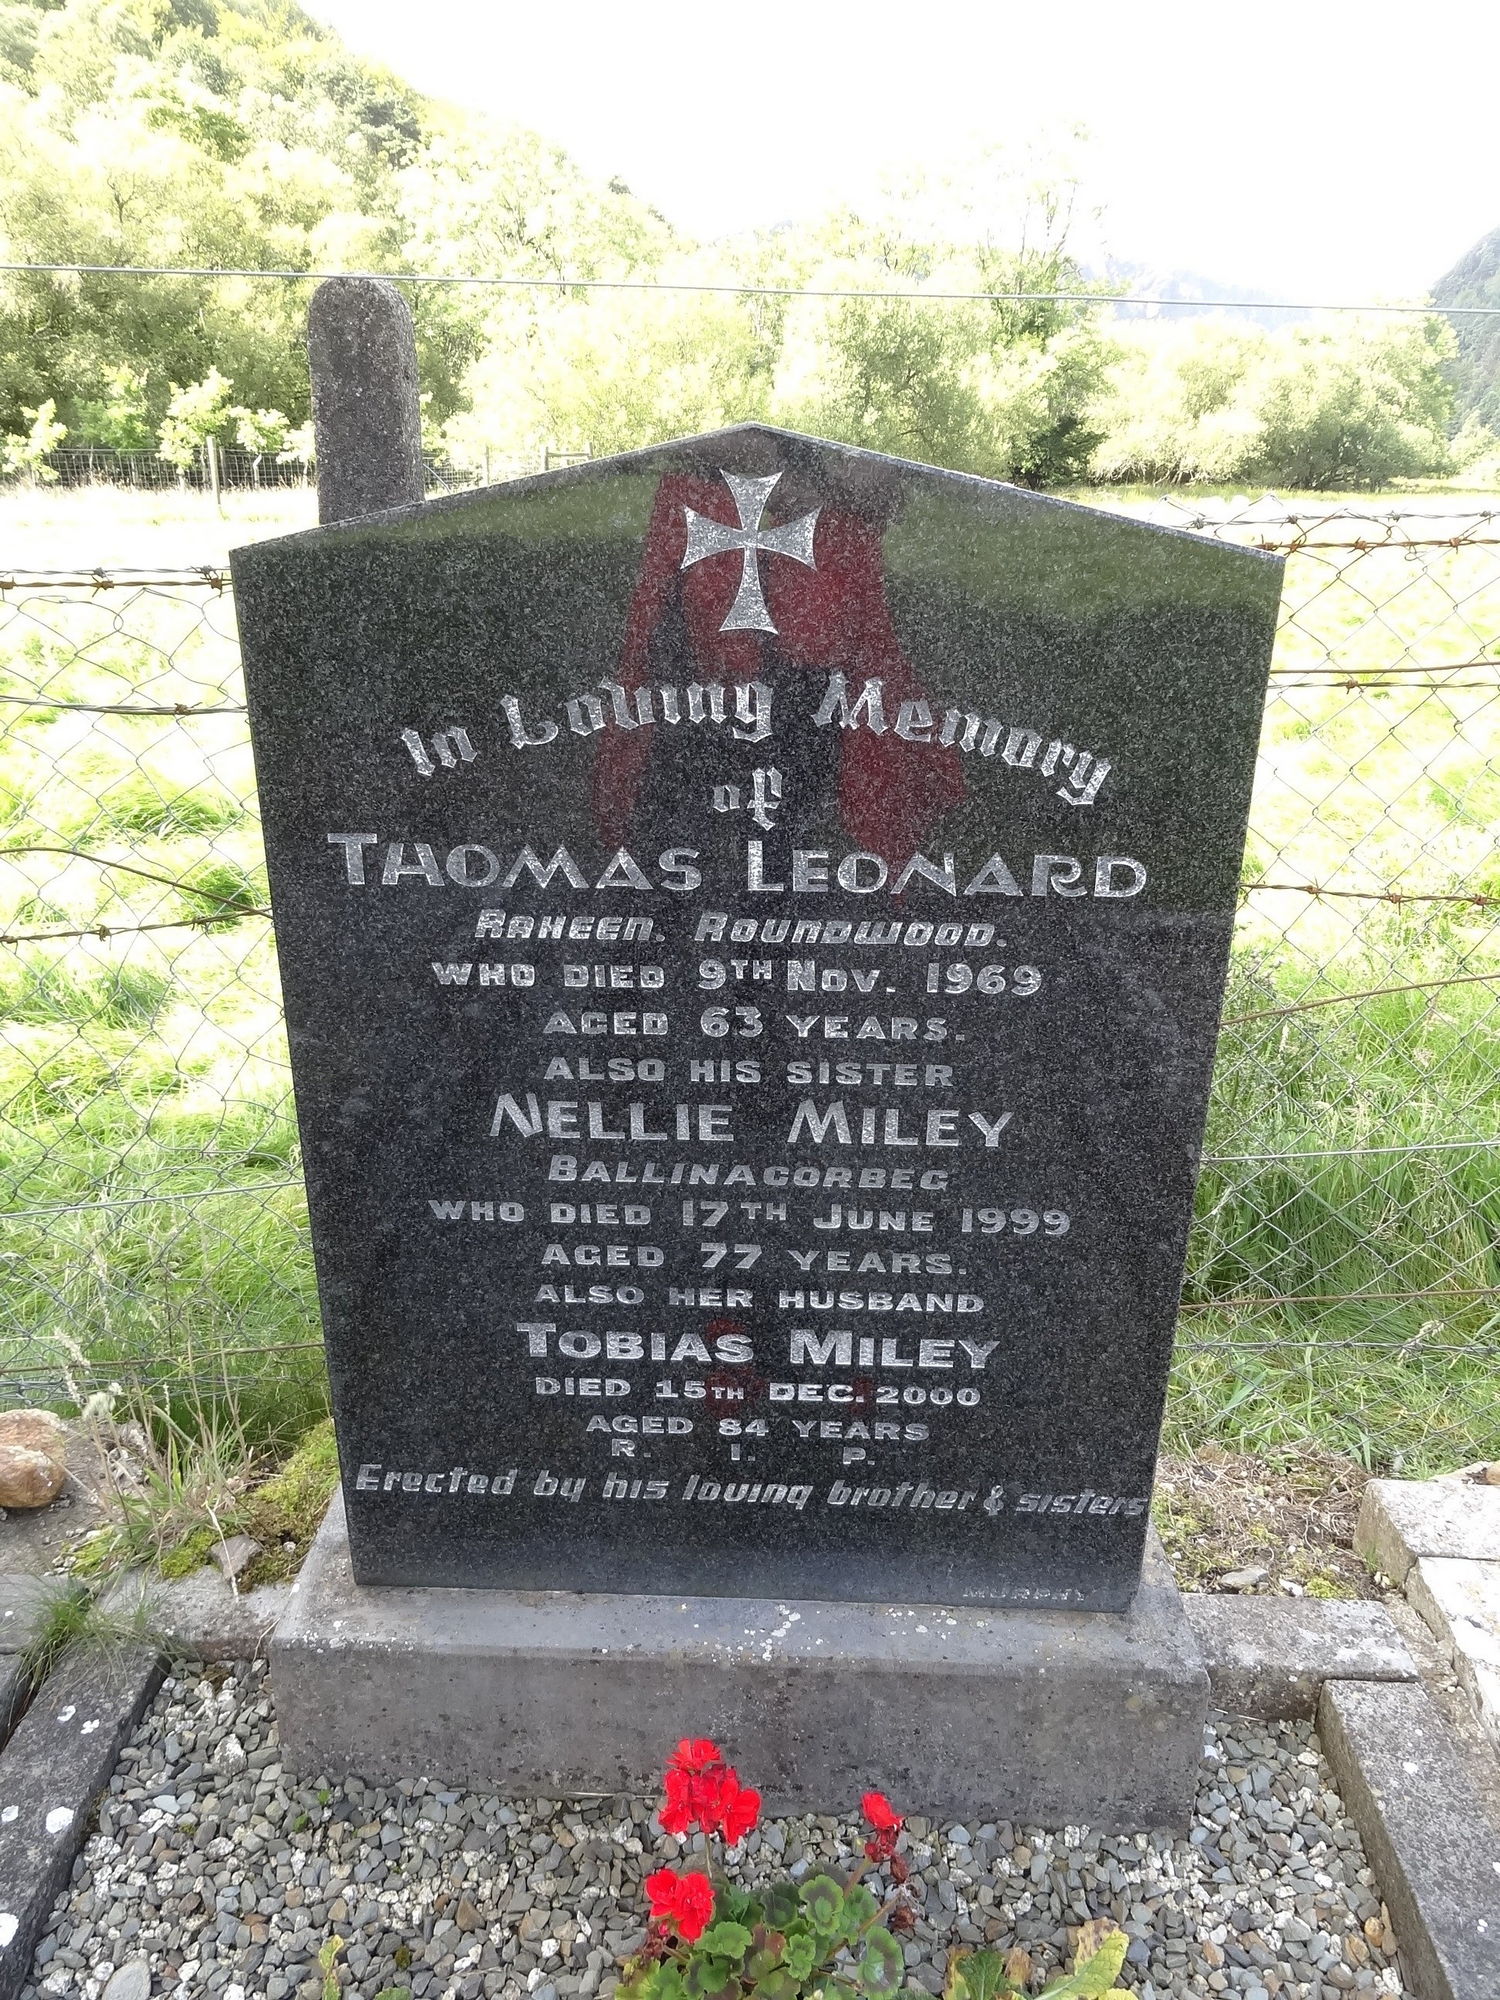 In Loving Memory
of
THOMAS LEONARD
RAHEEN. ROUNDWOOD.
WHO DIED 9TH NOV. 1969
AGED 63 YEARS.
ALSO HIS SISTER
NELLIE MILEY
BALLINAGORBEG
WHO DIED 17TH JUNE 1999
AGED 77 YEARS.
ALSO HER HUSBAND
TOBIAS MILEY
DIED 15TH DEC. 2000
AGED 84 YEARS
R. I. P.
Erected by his loving brother & sisters
MURPHY